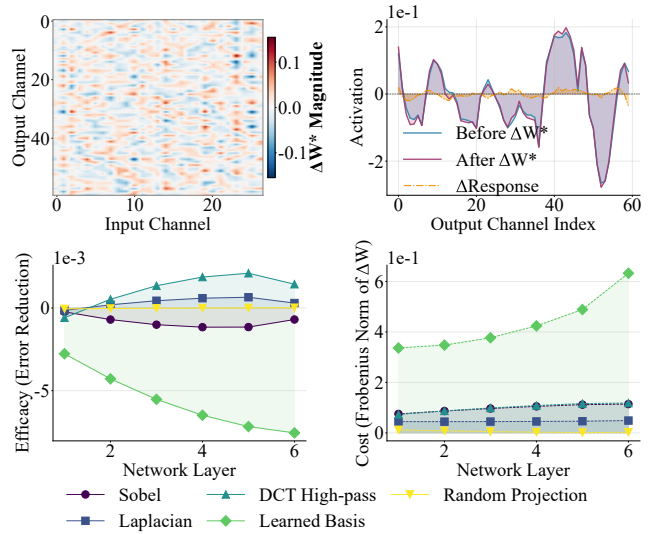 0
20
40
Output Channel
0
10
20
Input Channel
0.1
0.0
-0.1
ΔW* Magnitude
1e-1
2
0
-2
Activation
Before ΔW*
After ΔW*
ΔResponse
0
20
40
60
Output Channel Index
1e-3
0
-5
Efficacy (Error Reduction)
2
4
6
Network Layer
1e-1
6
4
2
0
Cost (Frobenius Norm of ΔW)
2
4
6
Network Layer
Sobel
DCT High-pass
Random Projection
Laplacian
Learned Basis